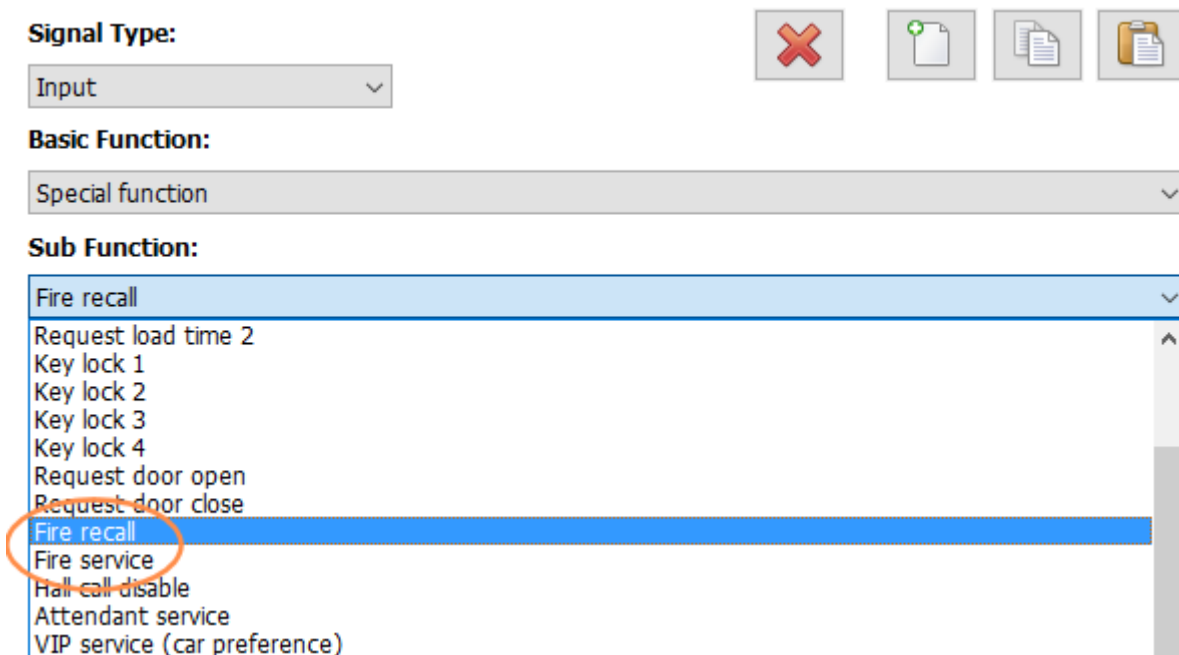 Signal Type:
Input
Basic Function:
Special function
Sub Function:
Fire recall
Request load time 2
Key lock 1
Key lock 2
Key lock 3
Key lock 4
Request door open
Request door close
Fire recall
Fire service
Hall call disable
Attendant service
VIP service (car preference)